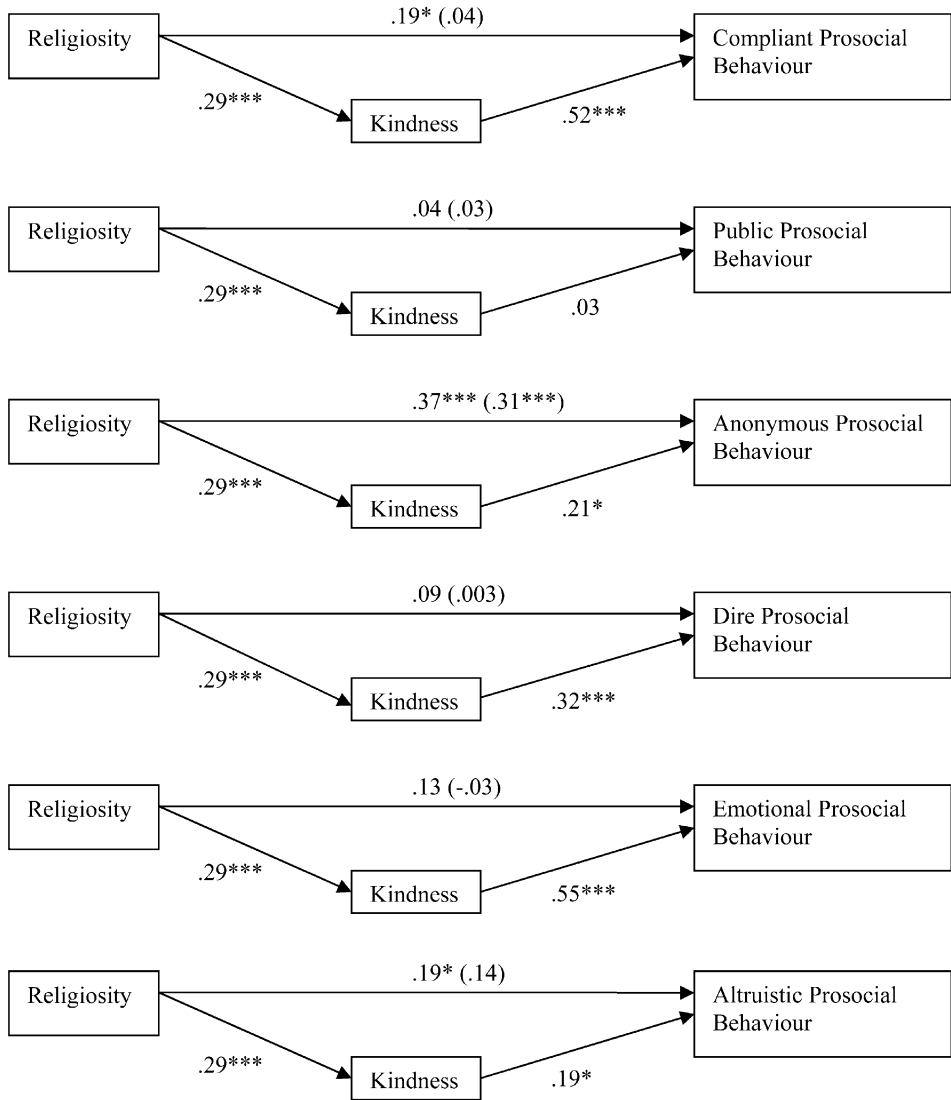 .19* (.04)
Religiosity
Compliant Prosocial
Behaviour
.29***
Kindness
.52***
.04 (.03)
Religiosity
Public Prosocial
Behaviour
.29***
Kindness
.03
.37*** (.31***)
Religiosity
Anonymous Prosocial
Behaviour
.29***
Kindness
.21*
.09 (.003)
Religiosity
Dire Prosocial
Behaviour
.29***
Kindness
.32***
.13 (-.03)
Religiosity
Emotional Prosocial
Behaviour
.29***
Kindness
.55***
.19* (.14)
Religiosity
Altruistic Prosocial
Behaviour
.29***
Kindness
.19*